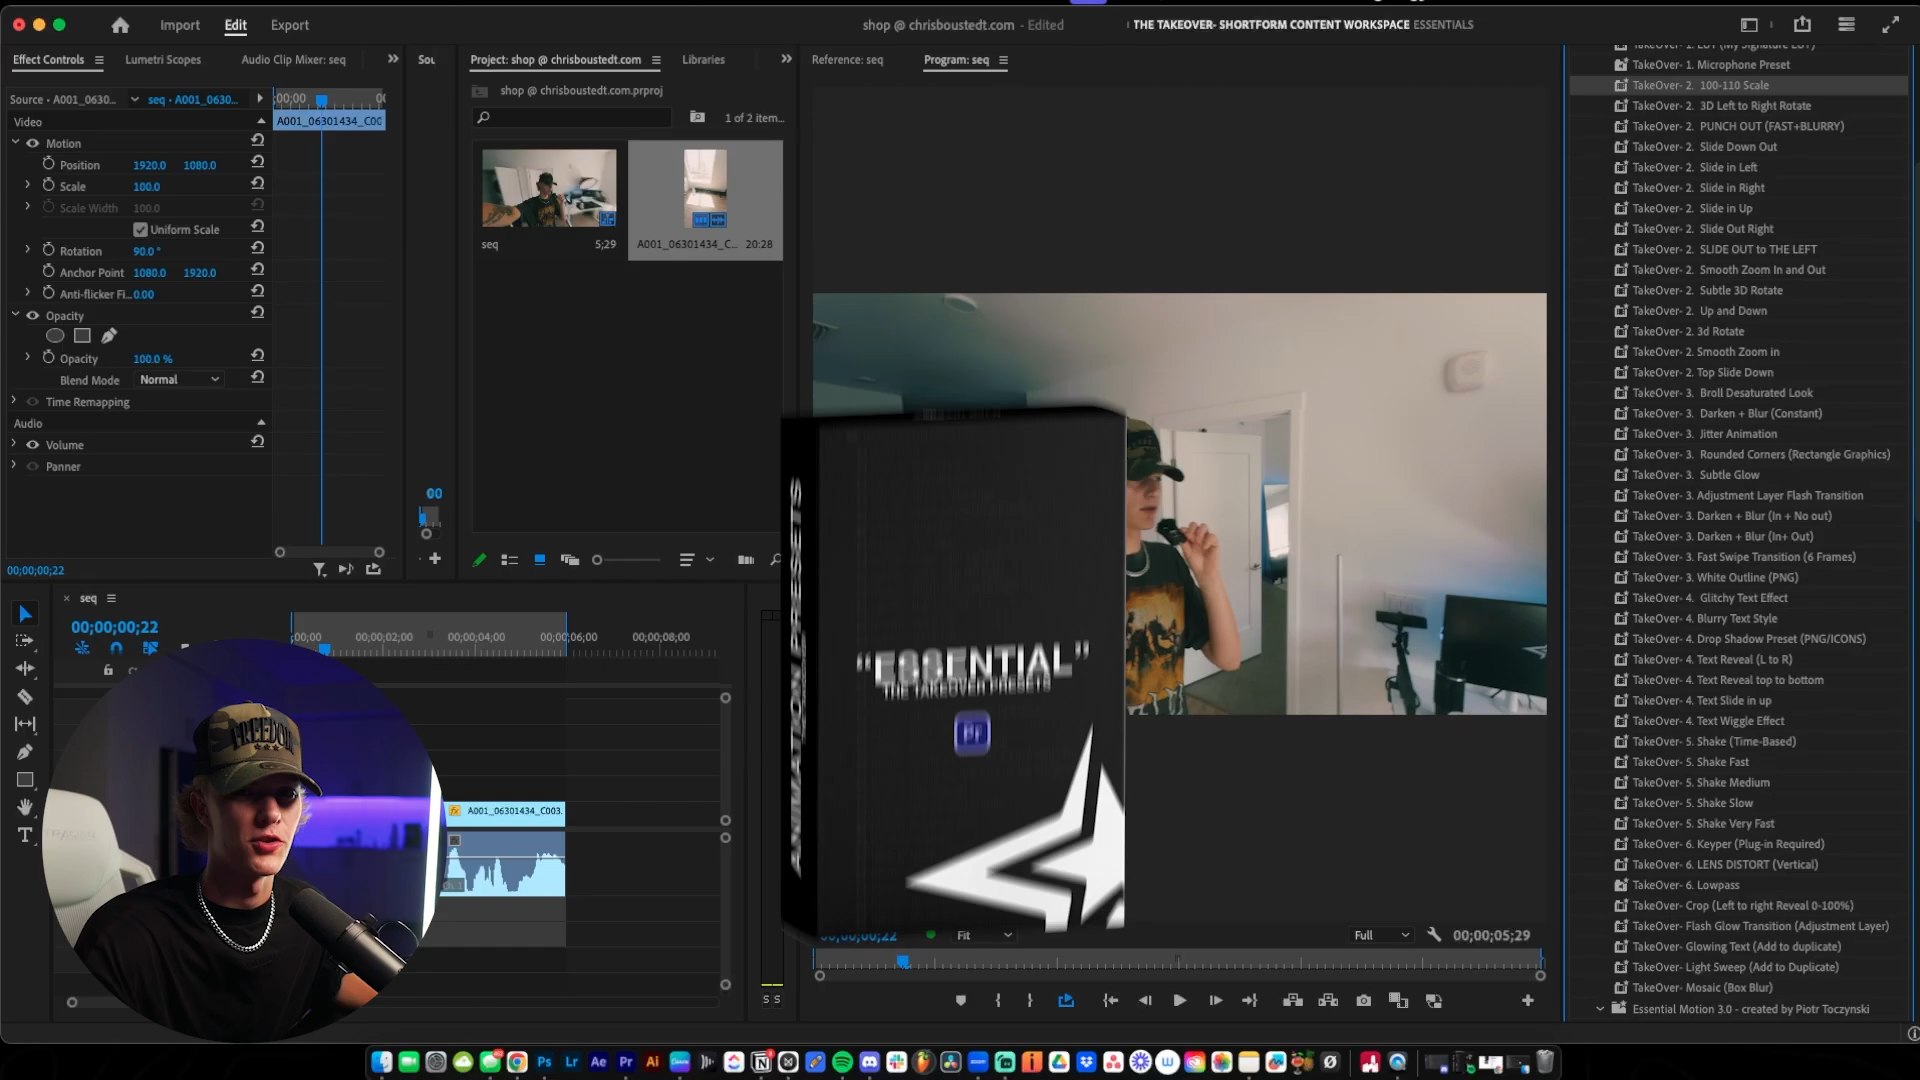 Import
Edit
Export
shop @ chrisboustedt.com - Edited
THE TAKEOVER- SHORTFORM CONTENT WORKSPACE ESSENTIALS
Effect Controls
Lumetri Scopes
Audio Clip Mixer: seq
Sou
Project: shop @ chrisboustedt.com
Libraries
Reference: seq
Program: seq
Source • A001_0630...
seq • A001_0630...
;00;00
A001_06301434_C00
Video
Motion
Position 1920.0 1080.0
Scale 100.0
Scale Width 100.0
Uniform Scale
Rotation 90.0 °
Anchor Point 1080.0 1920.0
Anti-flicker Fi... 0.00
Opacity
Opacity 100.0 %
Blend Mode Normal
Time Remapping
Audio
Volume
Panner
00;00;00;22
00
shop @ chrisboustedt.com.prproj
1 of 2 item...
seq 5;29
A001_06301434_C... 20:28
TakeOver- 1. Microphone Preset
TakeOver- 2. 100-110 Scale
TakeOver- 2. 3D Left to Right Rotate
TakeOver- 2. PUNCH OUT (FAST+BLURRY)
TakeOver- 2. Slide Down Out
TakeOver- 2. Slide in Left
TakeOver- 2. Slide in Right
TakeOver- 2. Slide in Up
TakeOver- 2. Slide Out Right
TakeOver- 2. SLIDE OUT to THE LEFT
TakeOver- 2. Smooth Zoom In and Out
TakeOver- 2. Subtle 3D Rotate
TakeOver- 2. Up and Down
TakeOver- 2. 3d Rotate
TakeOver- 2. Smooth Zoom in
TakeOver- 2. Top Slide Down
TakeOver- 3. Broll Desaturated Look
TakeOver- 3. Darken + Blur (Constant)
TakeOver- 3. Jitter Animation
TakeOver- 3. Rounded Corners (Rectangle Graphics)
TakeOver- 3. Subtle Glow
TakeOver- 3. Adjustment Layer Flash Transition
TakeOver- 3. Darken + Blur (In + No out)
TakeOver- 3. Darken + Blur (In+ Out)
TakeOver- 3. Fast Swipe Transition (6 Frames)
TakeOver- 3. White Outline (PNG)
TakeOver- 4. Glitchy Text Effect
TakeOver- 4. Blurry Text Style
TakeOver- 4. Drop Shadow Preset (PNG/ICONS)
TakeOver- 4. Text Reveal (L to R)
TakeOver- 4. Text Reveal top to bottom
TakeOver- 4. Text Slide in up
TakeOver- 4. Text Wiggle Effect
TakeOver- 5. Shake (Time-Based)
TakeOver- 5. Shake Fast
TakeOver- 5. Shake Medium
TakeOver- 5. Shake Slow
TakeOver- 5. Shake Very Fast
TakeOver- 6. Keyper (Plug-in Required)
TakeOver- 6. LENS DISTORT (Vertical)
TakeOver- 6. Lowpass
TakeOver- Crop (Left to right Reveal 0-100%)
TakeOver- Flash Glow Transition (Adjustment Layer)
TakeOver- Glowing Text (Add to duplicate)
TakeOver- Light Sweep (Add to Duplicate)
TakeOver- Mosaic (Box Blur)
Essential Motion 3.0 - created by Piotr Toczynski
ANIMATION PRESETS
"ESSENTIAL"
THE TAKEOVER PRESETS
Pr
seq
00;00;00;22
;00;00 00;00;02;00 00;00;04;00 00;00;06;00 00;00;08;00
A001_06301434_C003.
Ch 1
FREEDOM
S S
00;00;00;22
Fit
Full
00;00;05;29
Ps Lr Ae Pr Ai